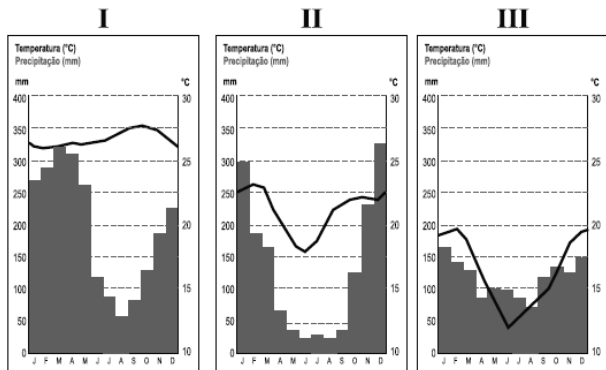 I II III
Temperatura (°C)
Precipitação (mm)
mm °C
400 30
350
300 25
250
200 20
150
100 15
50
0 10
J F M A M J J A S O N D
Temperatura (°C)
Precipitação (mm)
mm °C
400 30
350
300 25
250
200 20
150
100 15
50
0 10
J F M A M J J A S O N D
Temperatura (°C)
Precipitação (mm)
mm °C
400 30
350
300 25
250
200 20
150
100 15
50
0 10
J F M A M J J A S O N D